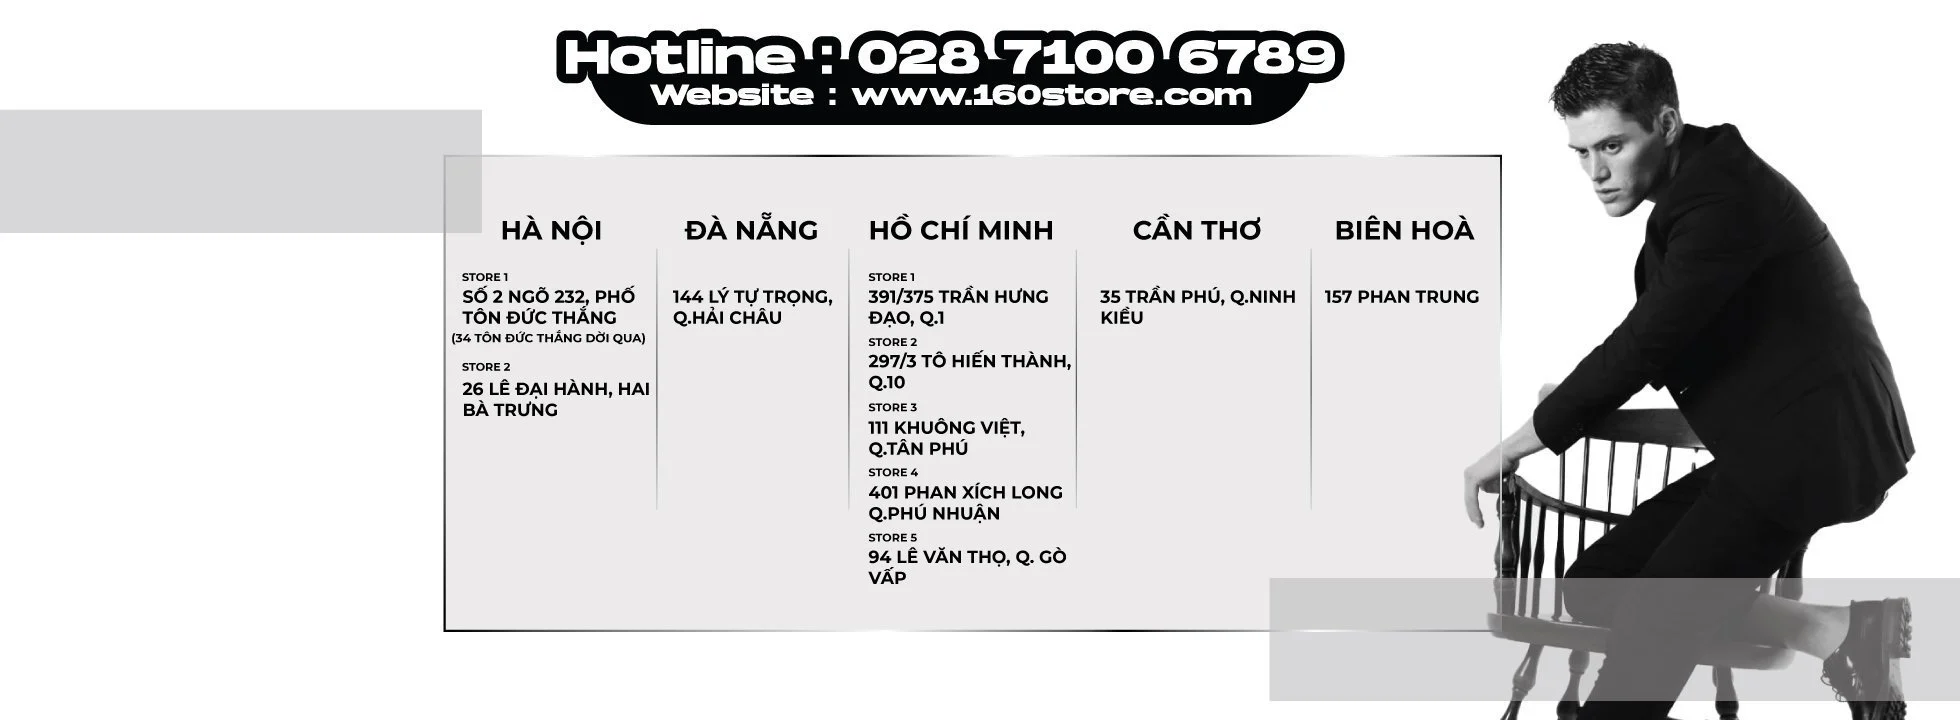 Hotline : 028 7100 6789
Website : www.160store.com
HÀ NỘI
STORE 1
SỐ 2 NGÕ 232, PHỐ
TÔN ĐỨC THẮNG
(34 TÔN ĐỨC THẮNG DỜI QUA)
STORE 2
26 LÊ ĐẠI HÀNH, HAI
BÀ TRƯNG
ĐÀ NẴNG
144 LÝ TỰ TRỌNG,
Q.HẢI CHÂU
HỒ CHÍ MINH
STORE 1
391/375 TRẦN HƯNG
ĐẠO, Q.1
STORE 2
297/3 TÔ HIẾN THÀNH,
Q.10
STORE 3
111 KHUÔNG VIỆT,
Q.TÂN PHÚ
STORE 4
401 PHAN XÍCH LONG
Q.PHÚ NHUẬN
STORE 5
94 LÊ VĂN THỌ, Q. GÒ
VẤP
CẦN THƠ
35 TRẦN PHÚ, Q.NINH
KIỀU
BIÊN HOÀ
157 PHAN TRUNG